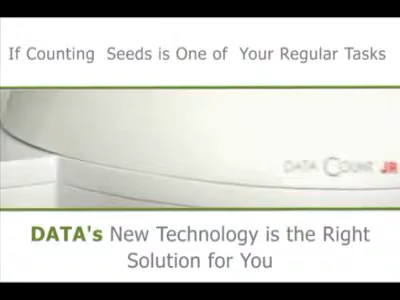 If Counting Seeds is One of Your Regular Tasks
DATA COUNT JR
DATA's New Technology is the Right
Solution for You